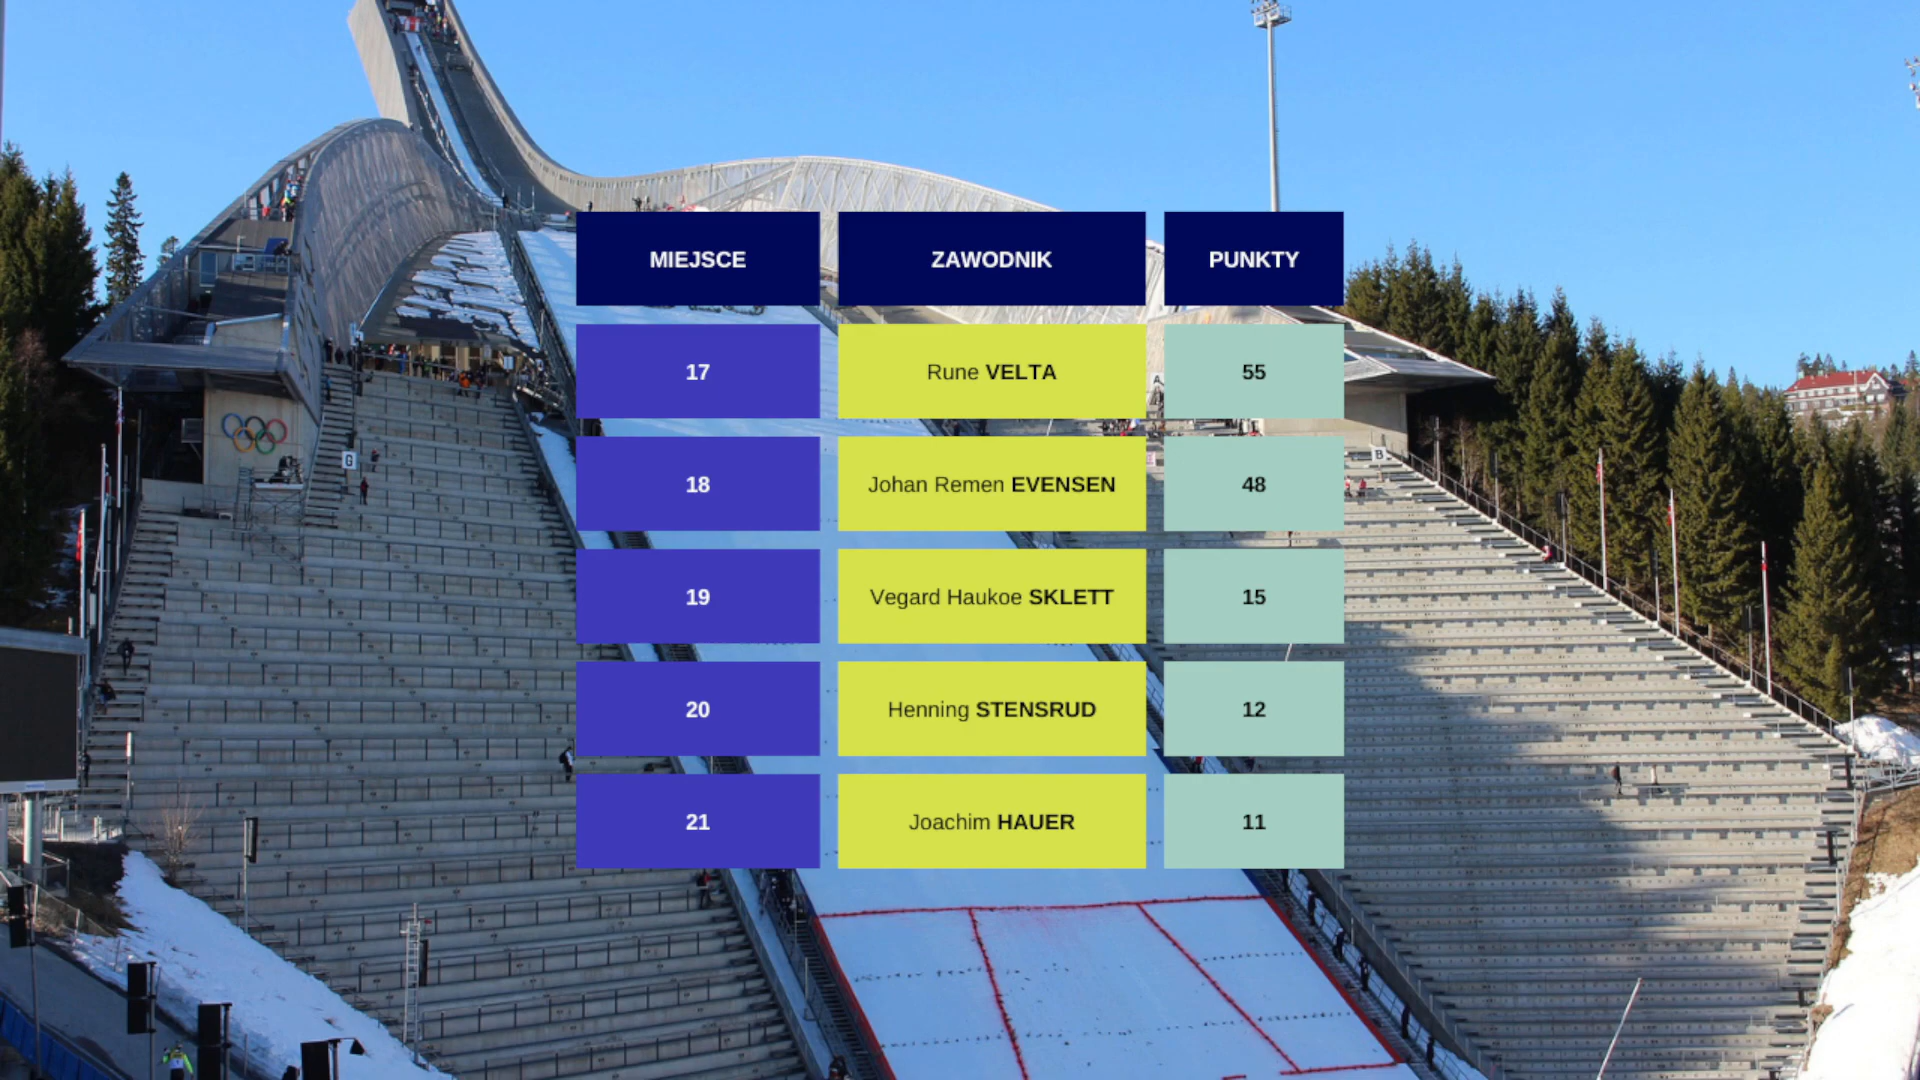 MIEJSCE ZAWODNIK PUNKTY
17 Rune VELTA 55
18 Johan Remen EVENSEN 48
19 Vegard Haukoe SKLETT 15
20 Henning STENSRUD 12
21 Joachim HAUER 11
G
B
A